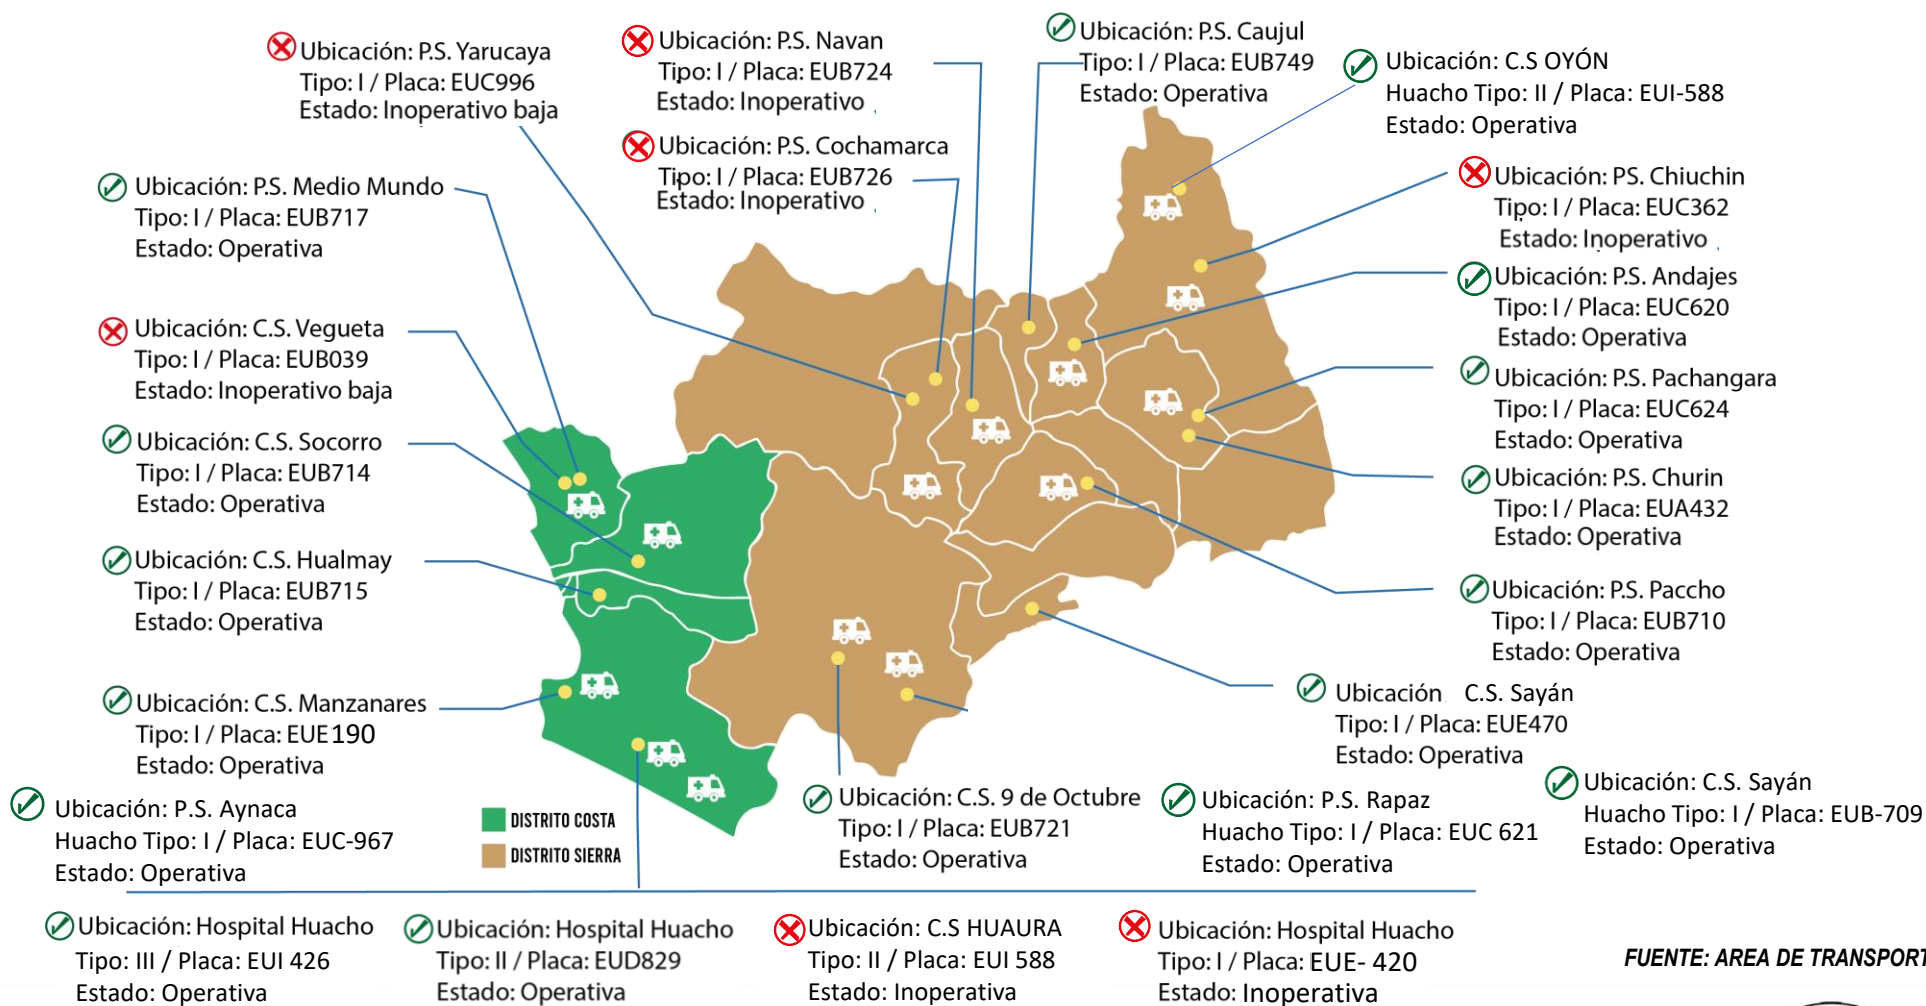 Ubicación: P.S. Yarucaya
Tipo: I / Placa: EUC996
Estado: Inoperativo baja
Ubicación: P.S. Navan
Tipo: I / Placa: EUB724
Estado: Inoperativo
Ubicación: P.S. Caujul
Tipo: I / Placa: EUB749
Estado: Operativa
Ubicación: C.S OYÓN
Huacho Tipo: II / Placa: EUI-588
Estado: Operativa
Ubicación: P.S. Cochamarca
Tipo: I / Placa: EUB726
Estado: Inoperativo
Ubicación: P.S. Medio Mundo
Tipo: I / Placa: EUB717
Estado: Operativa
Ubicación: PS. Chiuchin
Tipo: I / Placa: EUC362
Estado: Inoperativo
Ubicación: P.S. Andajes
Tipo: I / Placa: EUC620
Estado: Operativa
Ubicación: C.S. Vegueta
Tipo: I / Placa: EUB039
Estado: Inoperativo baja
Ubicación: P.S. Pachangara
Tipo: I / Placa: EUC624
Estado: Operativa
Ubicación: C.S. Socorro
Tipo: I / Placa: EUB714
Estado: Operativa
Ubicación: P.S. Churin
Tipo: I / Placa: EUA432
Estado: Operativa
Ubicación: C.S. Hualmay
Tipo: I / Placa: EUB715
Estado: Operativa
Ubicación: P.S. Paccho
Tipo: I / Placa: EUB710
Estado: Operativa
Ubicación: C.S. Manzanares
Tipo: I / Placa: EUE190
Estado: Operativa
Ubicación C.S. Sayán
Tipo: I / Placa: EUE470
Estado: Operativa
Ubicación: P.S. Aynaca
Huacho Tipo: I / Placa: EUC-967
Estado: Operativa
DISTRITO COSTA
DISTRITO SIERRA
Ubicación: C.S. 9 de Octubre
Tipo: I / Placa: EUB721
Estado: Operativa
Ubicación: P.S. Rapaz
Huacho Tipo: I / Placa: EUC 621
Estado: Operativa
Ubicación: C.S. Sayán
Huacho Tipo: I / Placa: EUB-709
Estado: Operativa
Ubicación: Hospital Huacho
Tipo: III / Placa: EUI 426
Estado: Operativa
Ubicación: Hospital Huacho
Tipo: II / Placa: EUD829
Estado: Operativa
Ubicación: C.S HUAURA
Tipo: II / Placa: EUI 588
Estado: Inoperativa
Ubicación: Hospital Huacho
Tipo: I / Placa: EUE- 420
Estado: Inoperativa
FUENTE: AREA DE TRANSPORT